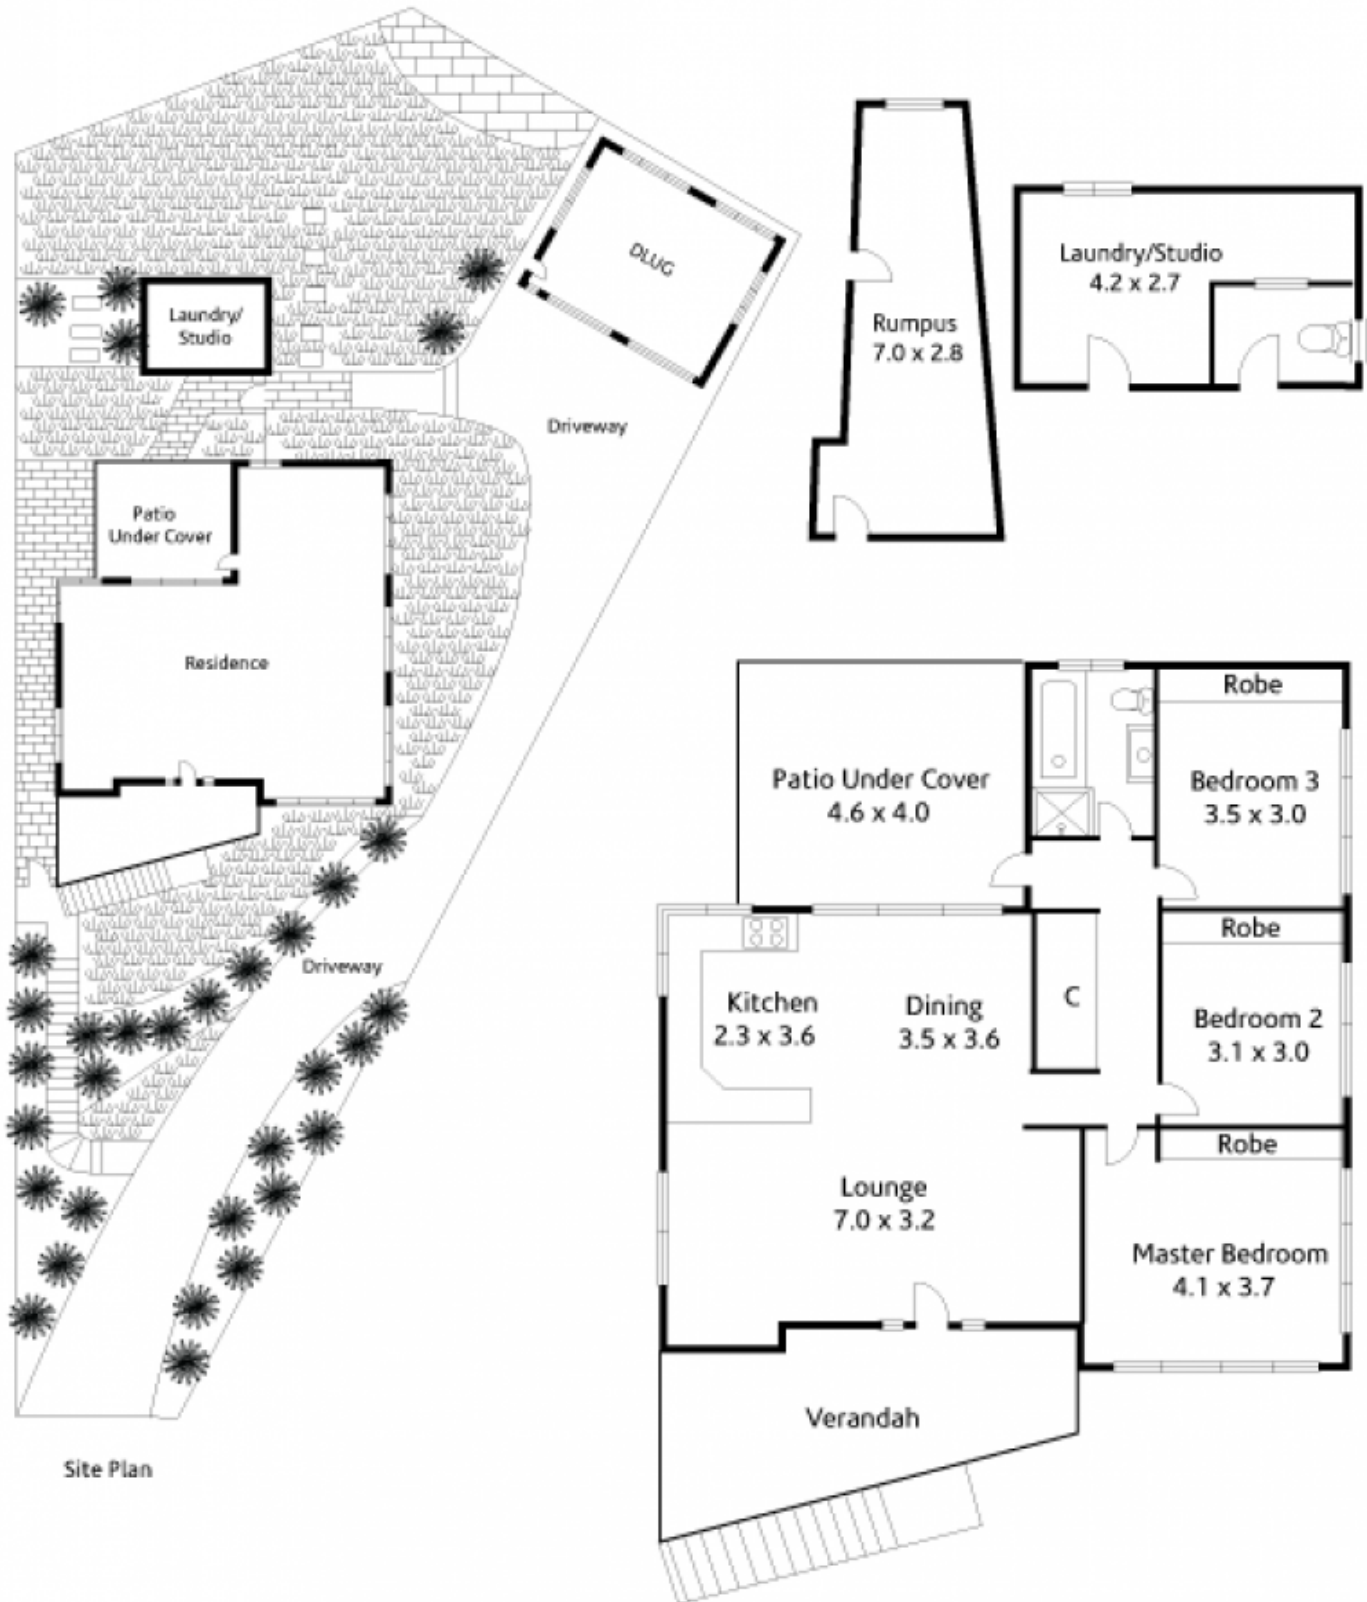 DLUG
Laundry/
Studio
Driveway
Patio
Under Cover
Residence
Driveway
Site Plan
Rumpus
7.0 x 2.8
Laundry/Studio
4.2 x 2.7
Patio Under Cover
4.6 x 4.0
Robe
Bedroom 3
3.5 x 3.0
Robe
Bedroom 2
3.1 x 3.0
Kitchen
2.3 x 3.6
Dining
3.5 x 3.6
C
Robe
Lounge
7.0 x 3.2
Master Bedroom
4.1 x 3.7
Verandah